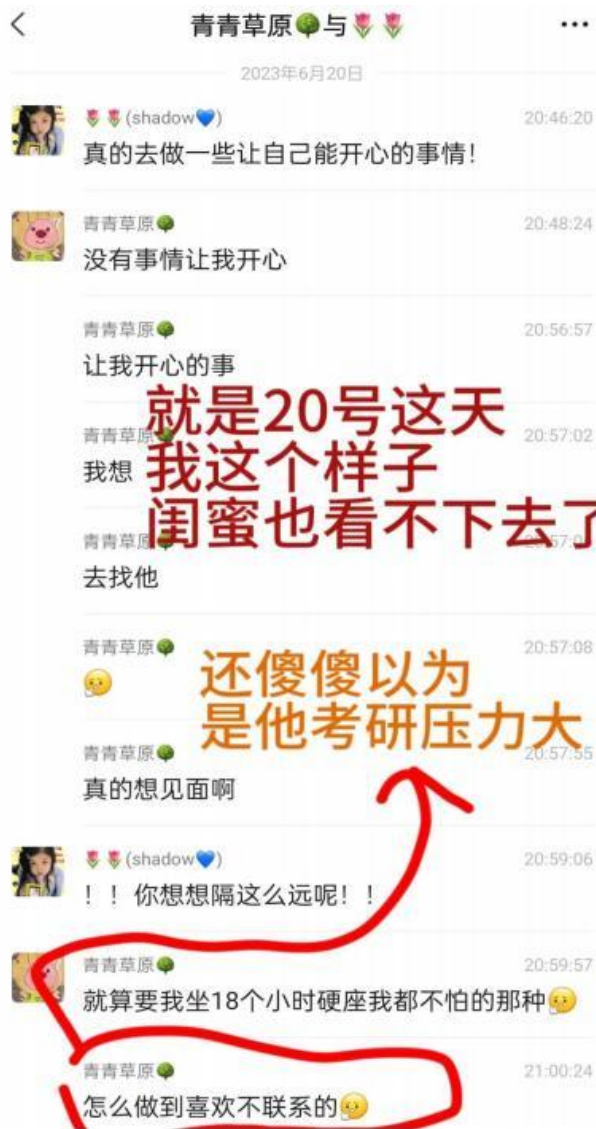 青青草原🌳与🌷🌷
2023年6月20日
🌷🌷(shadow💙) 20:46:20
真的去做一些让自己能开心的事情！
青青草原🌳 20:48:24
没有事情让我开心
青青草原🌳 20:56:57
让我开心的事
就是20号这天
青青草原🌳 20:57:02
我想
我这个样子
闺蜜也看不下去了
青青草原
去找他
青青草原🌳 20:57:08
还傻傻以为
是他考研压力大
青青草原🌳 20:57:55
真的想见面啊
🌷🌷(shadow💙) 20:59:06
！！你想想隔这么远呢！！
青青草原🌳 20:59:57
就算要我坐18个小时硬座我都不怕的那种
青青草原🌳 21:00:24
怎么做到喜欢不联系的